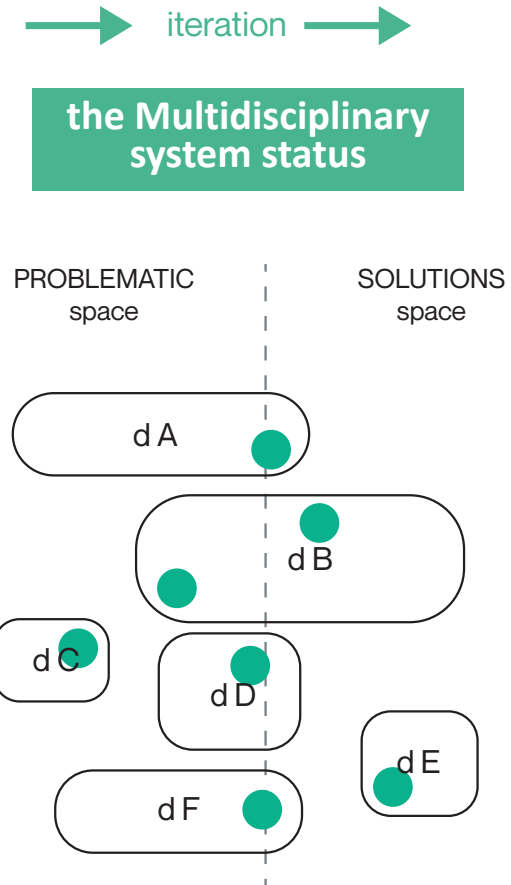 iteration
the Multidisciplinary
system status
PROBLEMATIC
space
SOLUTIONS
space
d A
d B
d C
d D
d E
d F